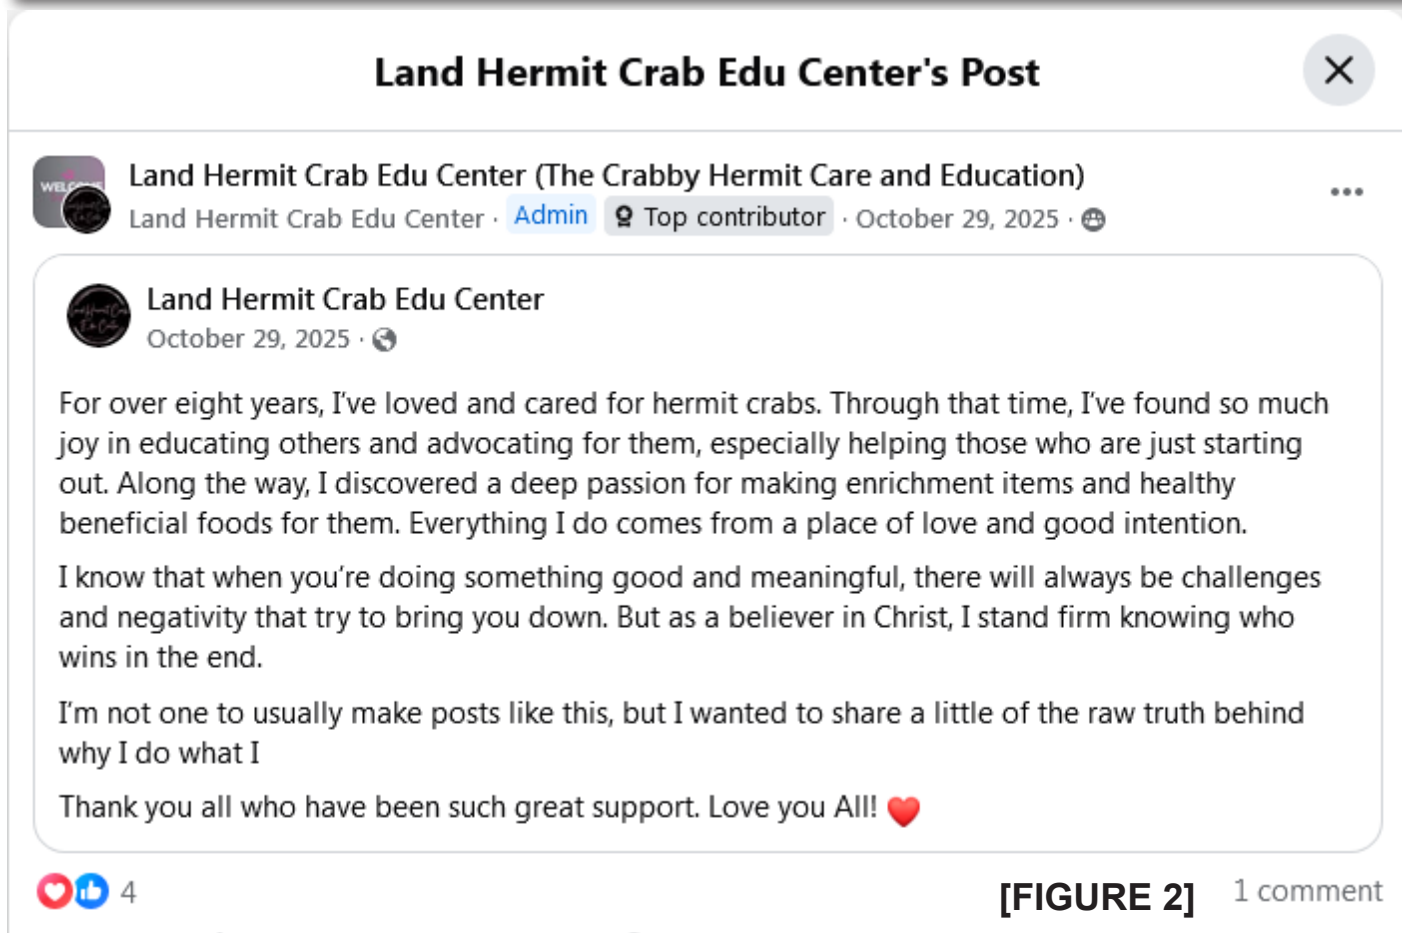 Land Hermit Crab Edu Center's Post
WELCOME
Land Hermit Crab Edu Center (The Crabby Hermit Care and Education)
Land Hermit Crab Edu Center · Admin Top contributor · October 29, 2025 ·
Land Hermit Crab Edu Center
October 29, 2025 ·
For over eight years, I've loved and cared for hermit crabs. Through that time, I've found so much
joy in educating others and advocating for them, especially helping those who are just starting
out. Along the way, I discovered a deep passion for making enrichment items and healthy
beneficial foods for them. Everything I do comes from a place of love and good intention.
I know that when you're doing something good and meaningful, there will always be challenges
and negativity that try to bring you down. But as a believer in Christ, I stand firm knowing who
wins in the end.
I'm not one to usually make posts like this, but I wanted to share a little of the raw truth behind
why I do what I
Thank you all who have been such great support. Love you All! ❤️
4
[FIGURE 2]
1 comment